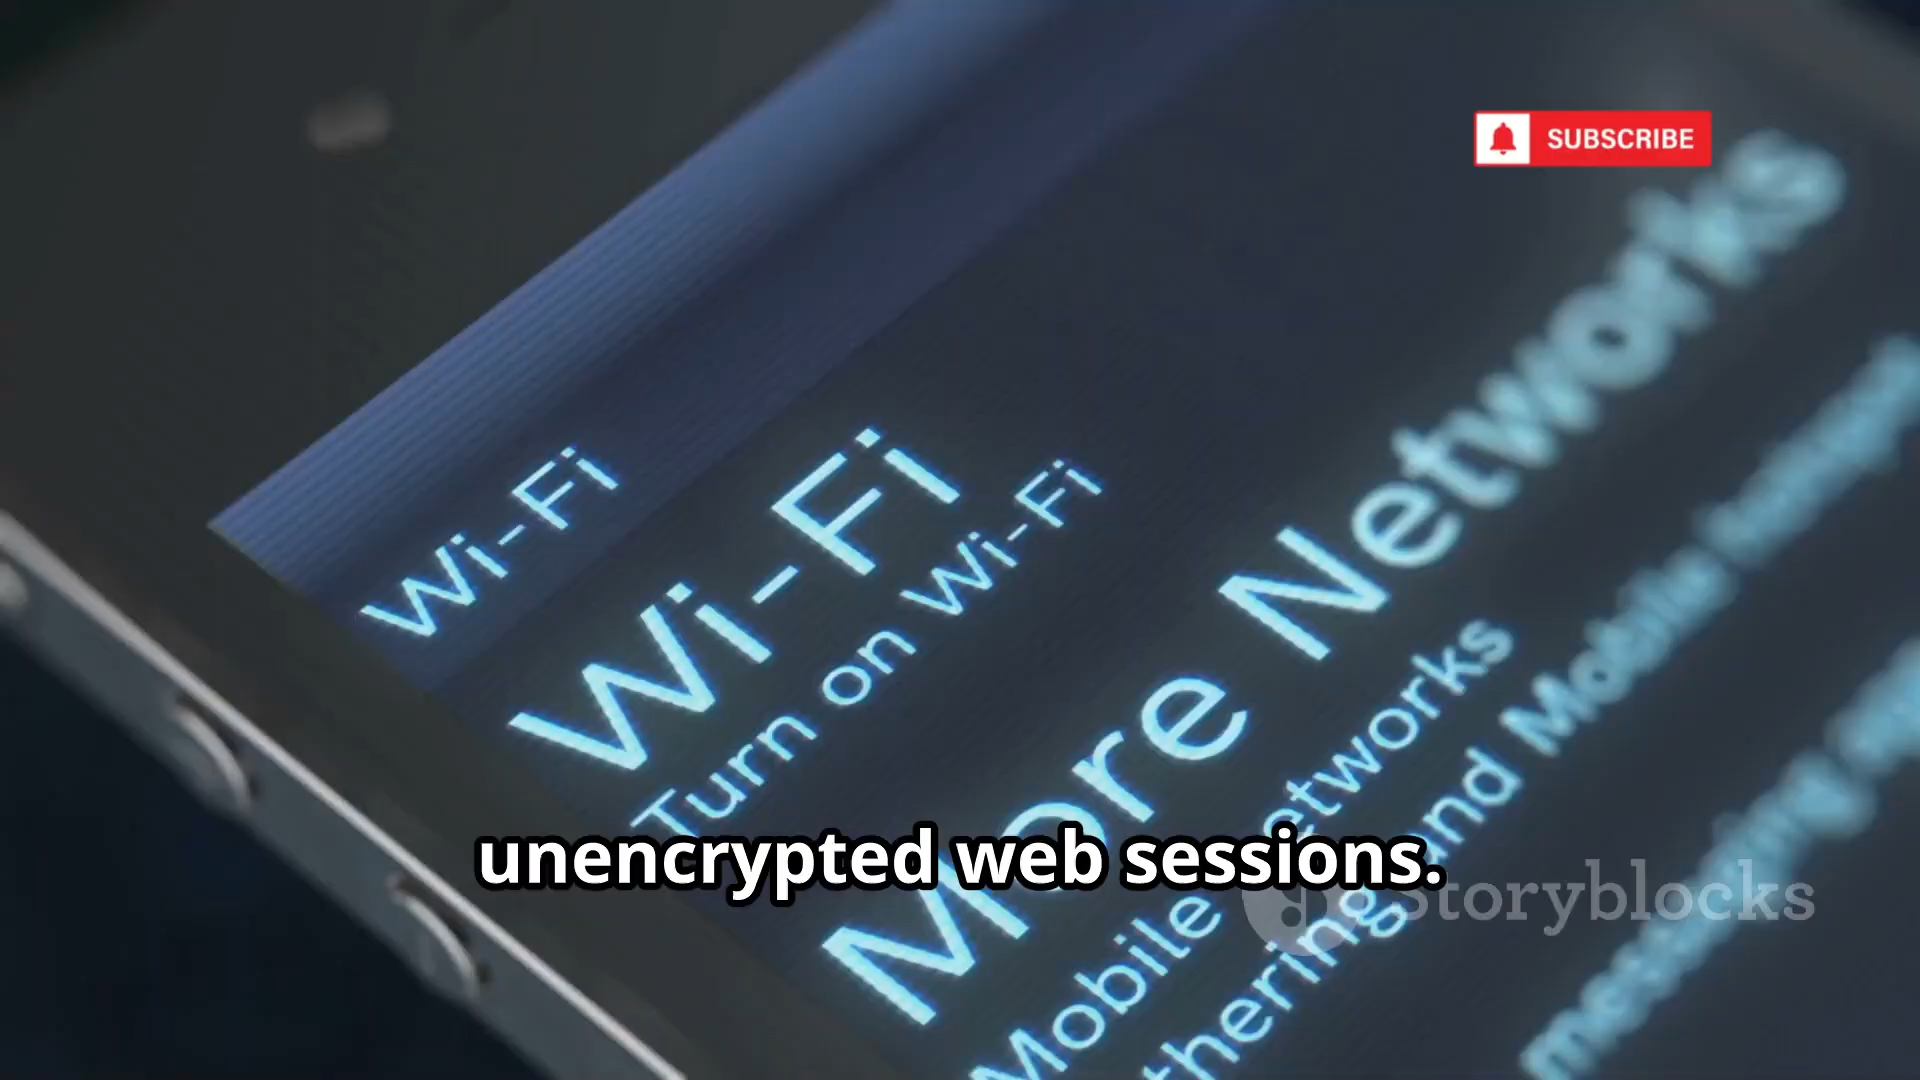 SUBSCRIBE
Wi-Fi
Wi-Fi
Turn on Wi-Fi
More Networks
Mobile networks
thering and Mobile
unencrypted web sessions.
Storyblocks